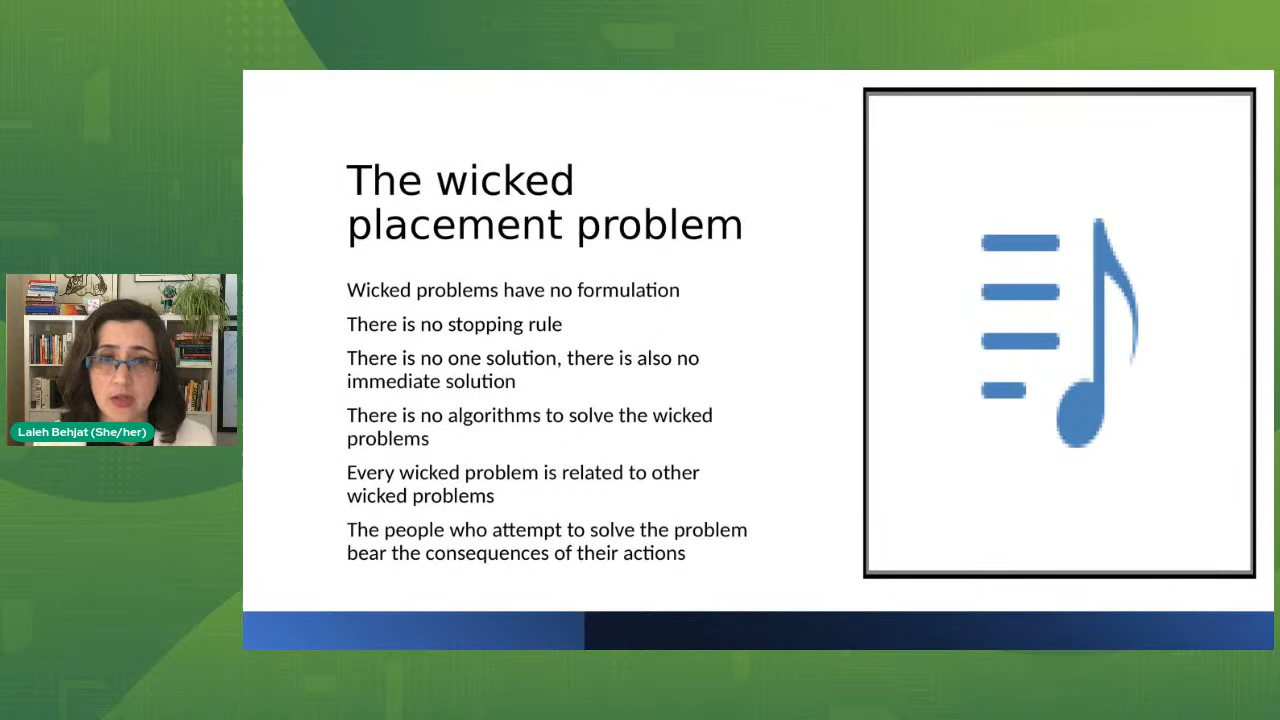 The wicked
placement problem
Wicked problems have no formulation
There is no stopping rule
There is no one solution, there is also no
immediate solution
There is no algorithms to solve the wicked
problems
Every wicked problem is related to other
wicked problems
The people who attempt to solve the problem
bear the consequences of their actions
Laleh Behjat (She/her)